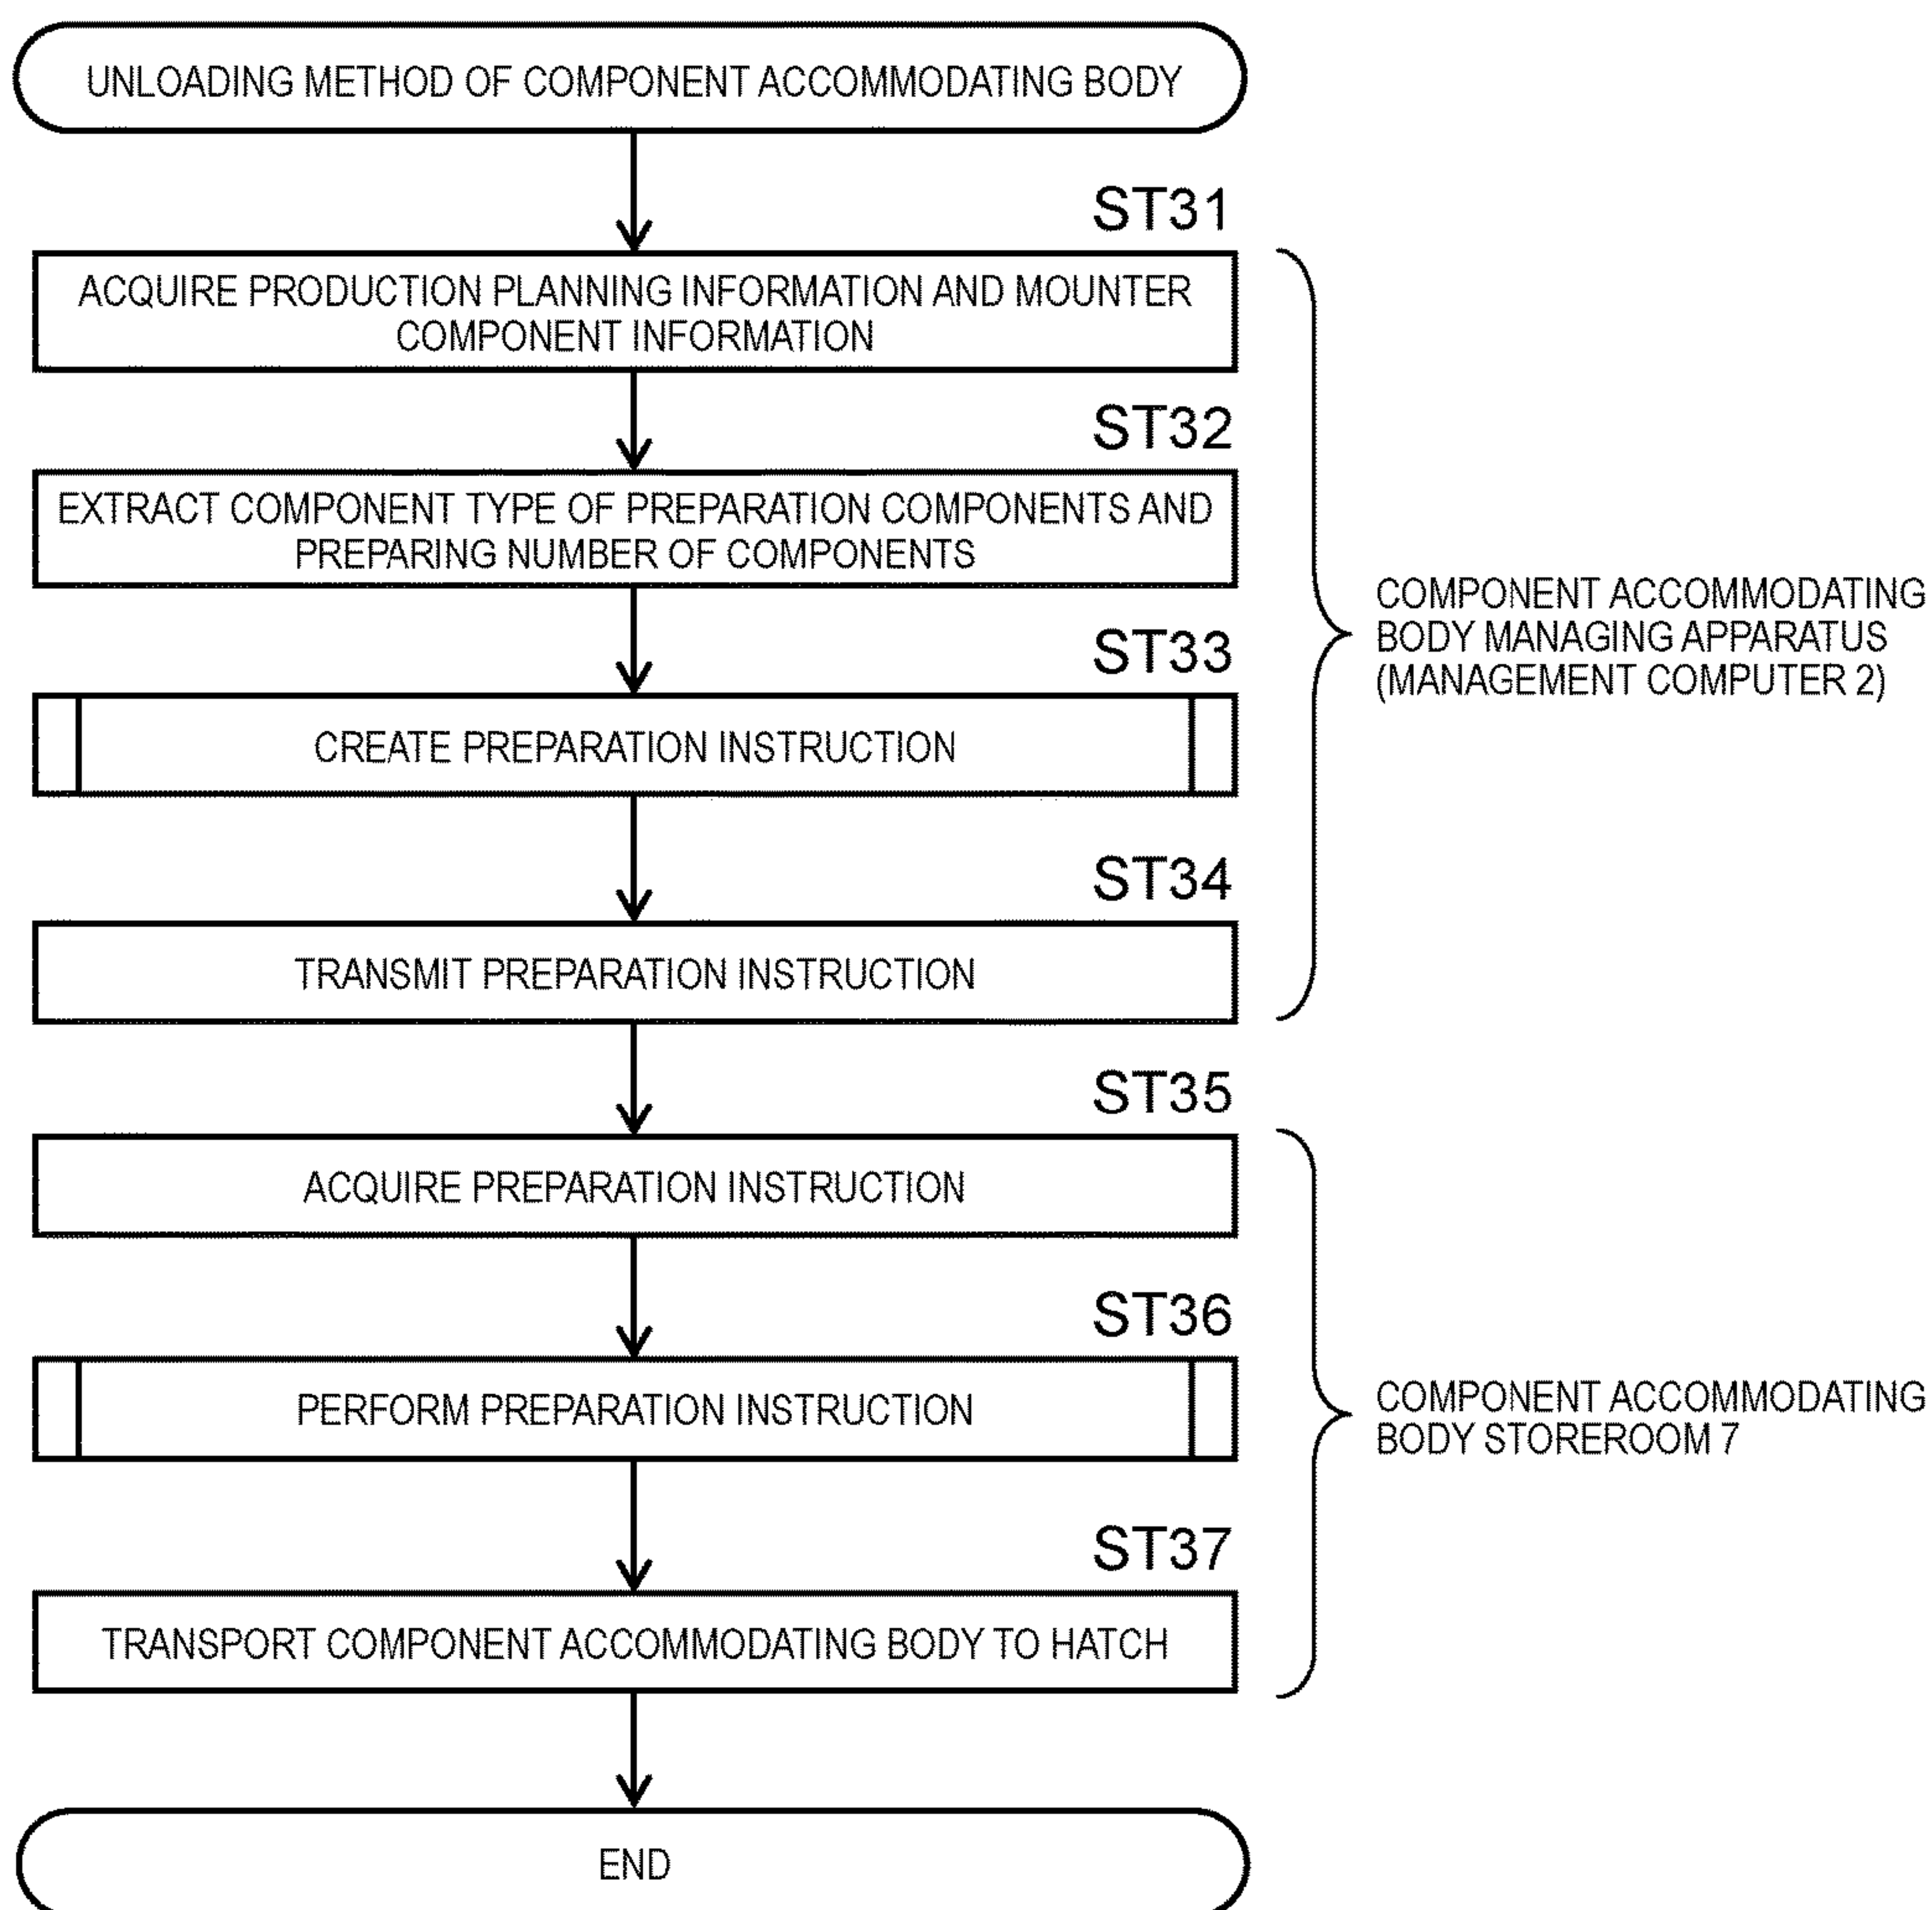 UNLOADING METHOD OF COMPONENT ACCOMMODATING BODY
ST31
ACQUIRE PRODUCTION PLANNING INFORMATION AND MOUNTER
COMPONENT INFORMATION
ST32
EXTRACT COMPONENT TYPE OF PREPARATION COMPONENTS AND
PREPARING NUMBER OF COMPONENTS
ST33
CREATE PREPARATION INSTRUCTION
ST34
TRANSMIT PREPARATION INSTRUCTION
COMPONENT ACCOMMODATING
BODY MANAGING APPARATUS
(MANAGEMENT COMPUTER 2)
ST35
ACQUIRE PREPARATION INSTRUCTION
ST36
PERFORM PREPARATION INSTRUCTION
ST37
TRANSPORT COMPONENT ACCOMMODATING BODY TO HATCH
COMPONENT ACCOMMODATING
BODY STOREROOM 7
END